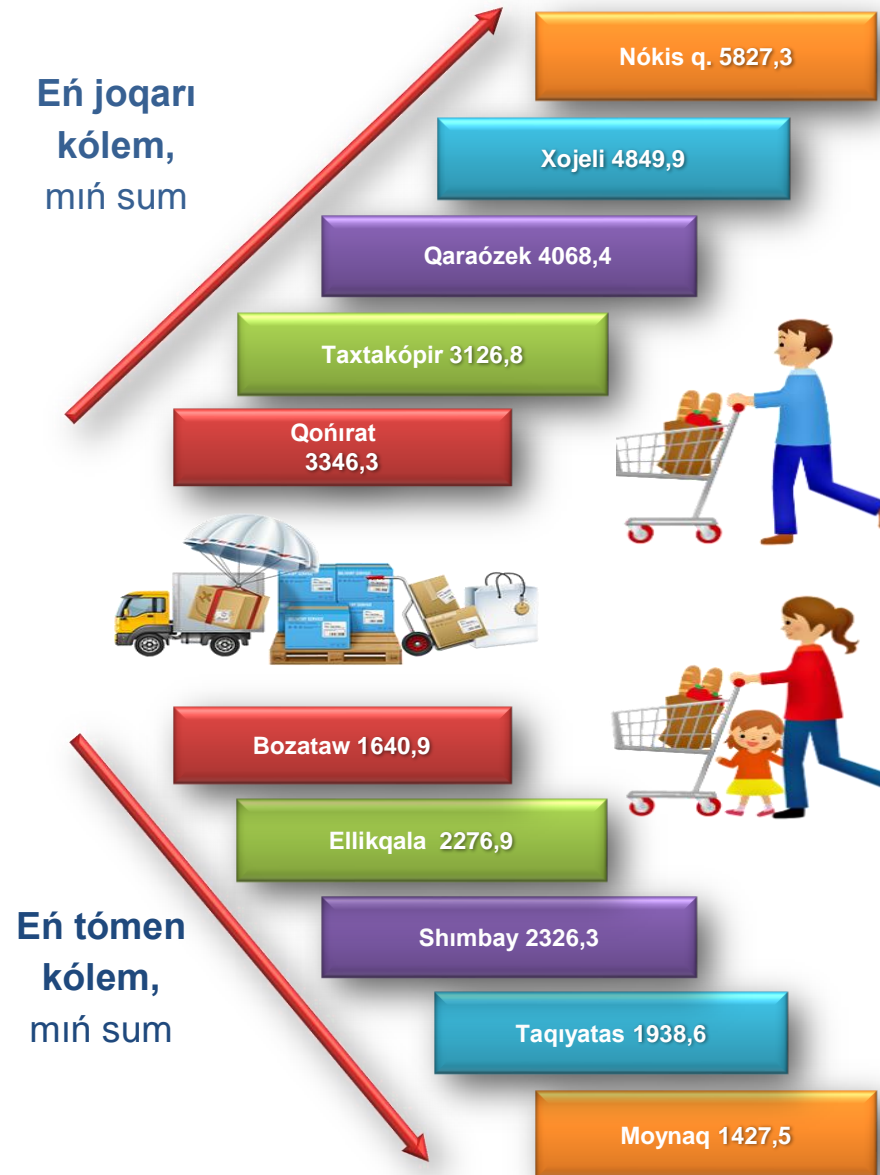 Eń joqarı
kólem,
mıń sum
Nókis q. 5827,3
Xojeli 4849,9
Qaraózek 4068,4
Taxtakópir 3126,8
Qońırat
3346,3
Bozataw 1640,9
Ellikqala 2276,9
Shımbay 2326,3
Eń tómen
kólem,
mıń sum
Taqıyatas 1938,6
Moynaq 1427,5